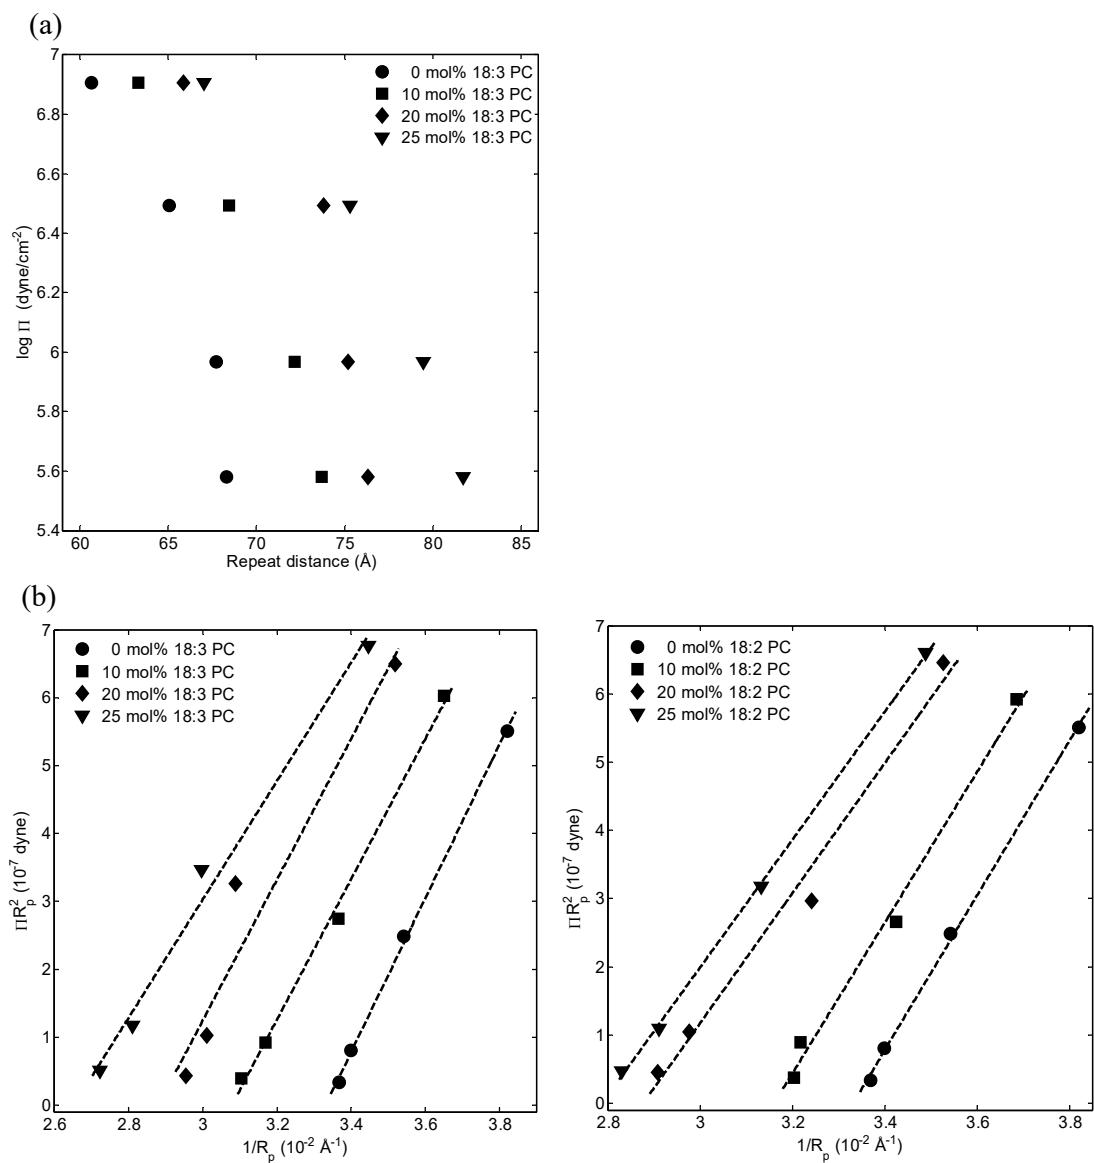 (a)
7
6.8
6.6
6.4
6.2
6
5.8
5.6
5.4
log Π (dyne/cm⁻²)
0 mol% 18:3 PC
10 mol% 18:3 PC
20 mol% 18:3 PC
25 mol% 18:3 PC
60 65 70 75 80 85
Repeat distance (Å)
(b)
7
6
5
4
3
2
1
0
ΠRₚ² (10⁻⁷ dyne)
0 mol% 18:3 PC
10 mol% 18:3 PC
20 mol% 18:3 PC
25 mol% 18:3 PC
2.6 2.8 3 3.2 3.4 3.6 3.8
1/Rₚ (10⁻² Å⁻¹)
7
6
5
4
3
2
1
0
ΠRₚ² (10⁻⁷ dyne)
0 mol% 18:2 PC
10 mol% 18:2 PC
20 mol% 18:2 PC
25 mol% 18:2 PC
2.8 3 3.2 3.4 3.6 3.8
1/Rₚ (10⁻² Å⁻¹)